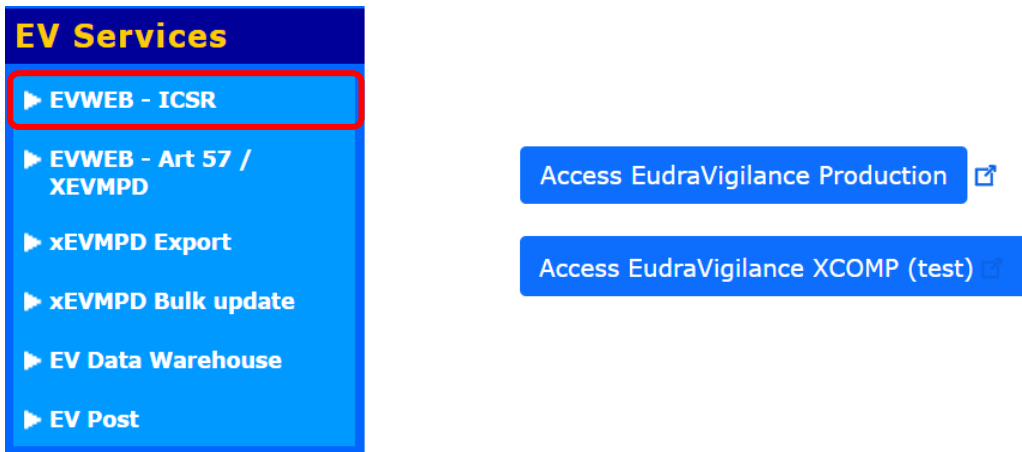 EV Services
EVWEB - ICSR
EVWEB - Art 57 /
XEVMPD
xEVMPD Export
xEVMPD Bulk update
EV Data Warehouse
EV Post
Access EudraVigilance Production
Access EudraVigilance XCOMP (test)